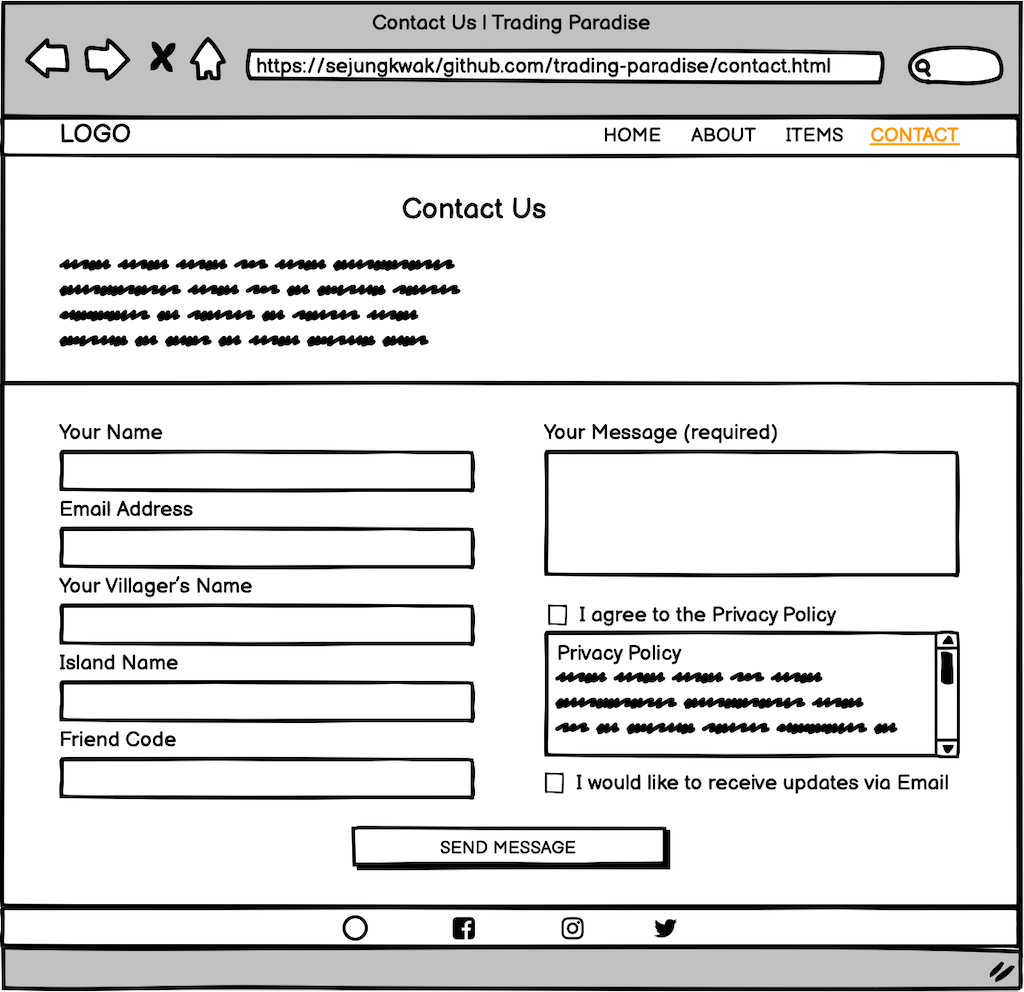 Contact Us | Trading Paradise
https://sejungkwak/github.com/trading-paradise/contact.html
LOGO
HOME ABOUT ITEMS CONTACT
Contact Us
Your Name
Email Address
Your Villager's Name
Island Name
Friend Code
Your Message (required)
I agree to the Privacy Policy
Privacy Policy
I would like to receive updates via Email
SEND MESSAGE